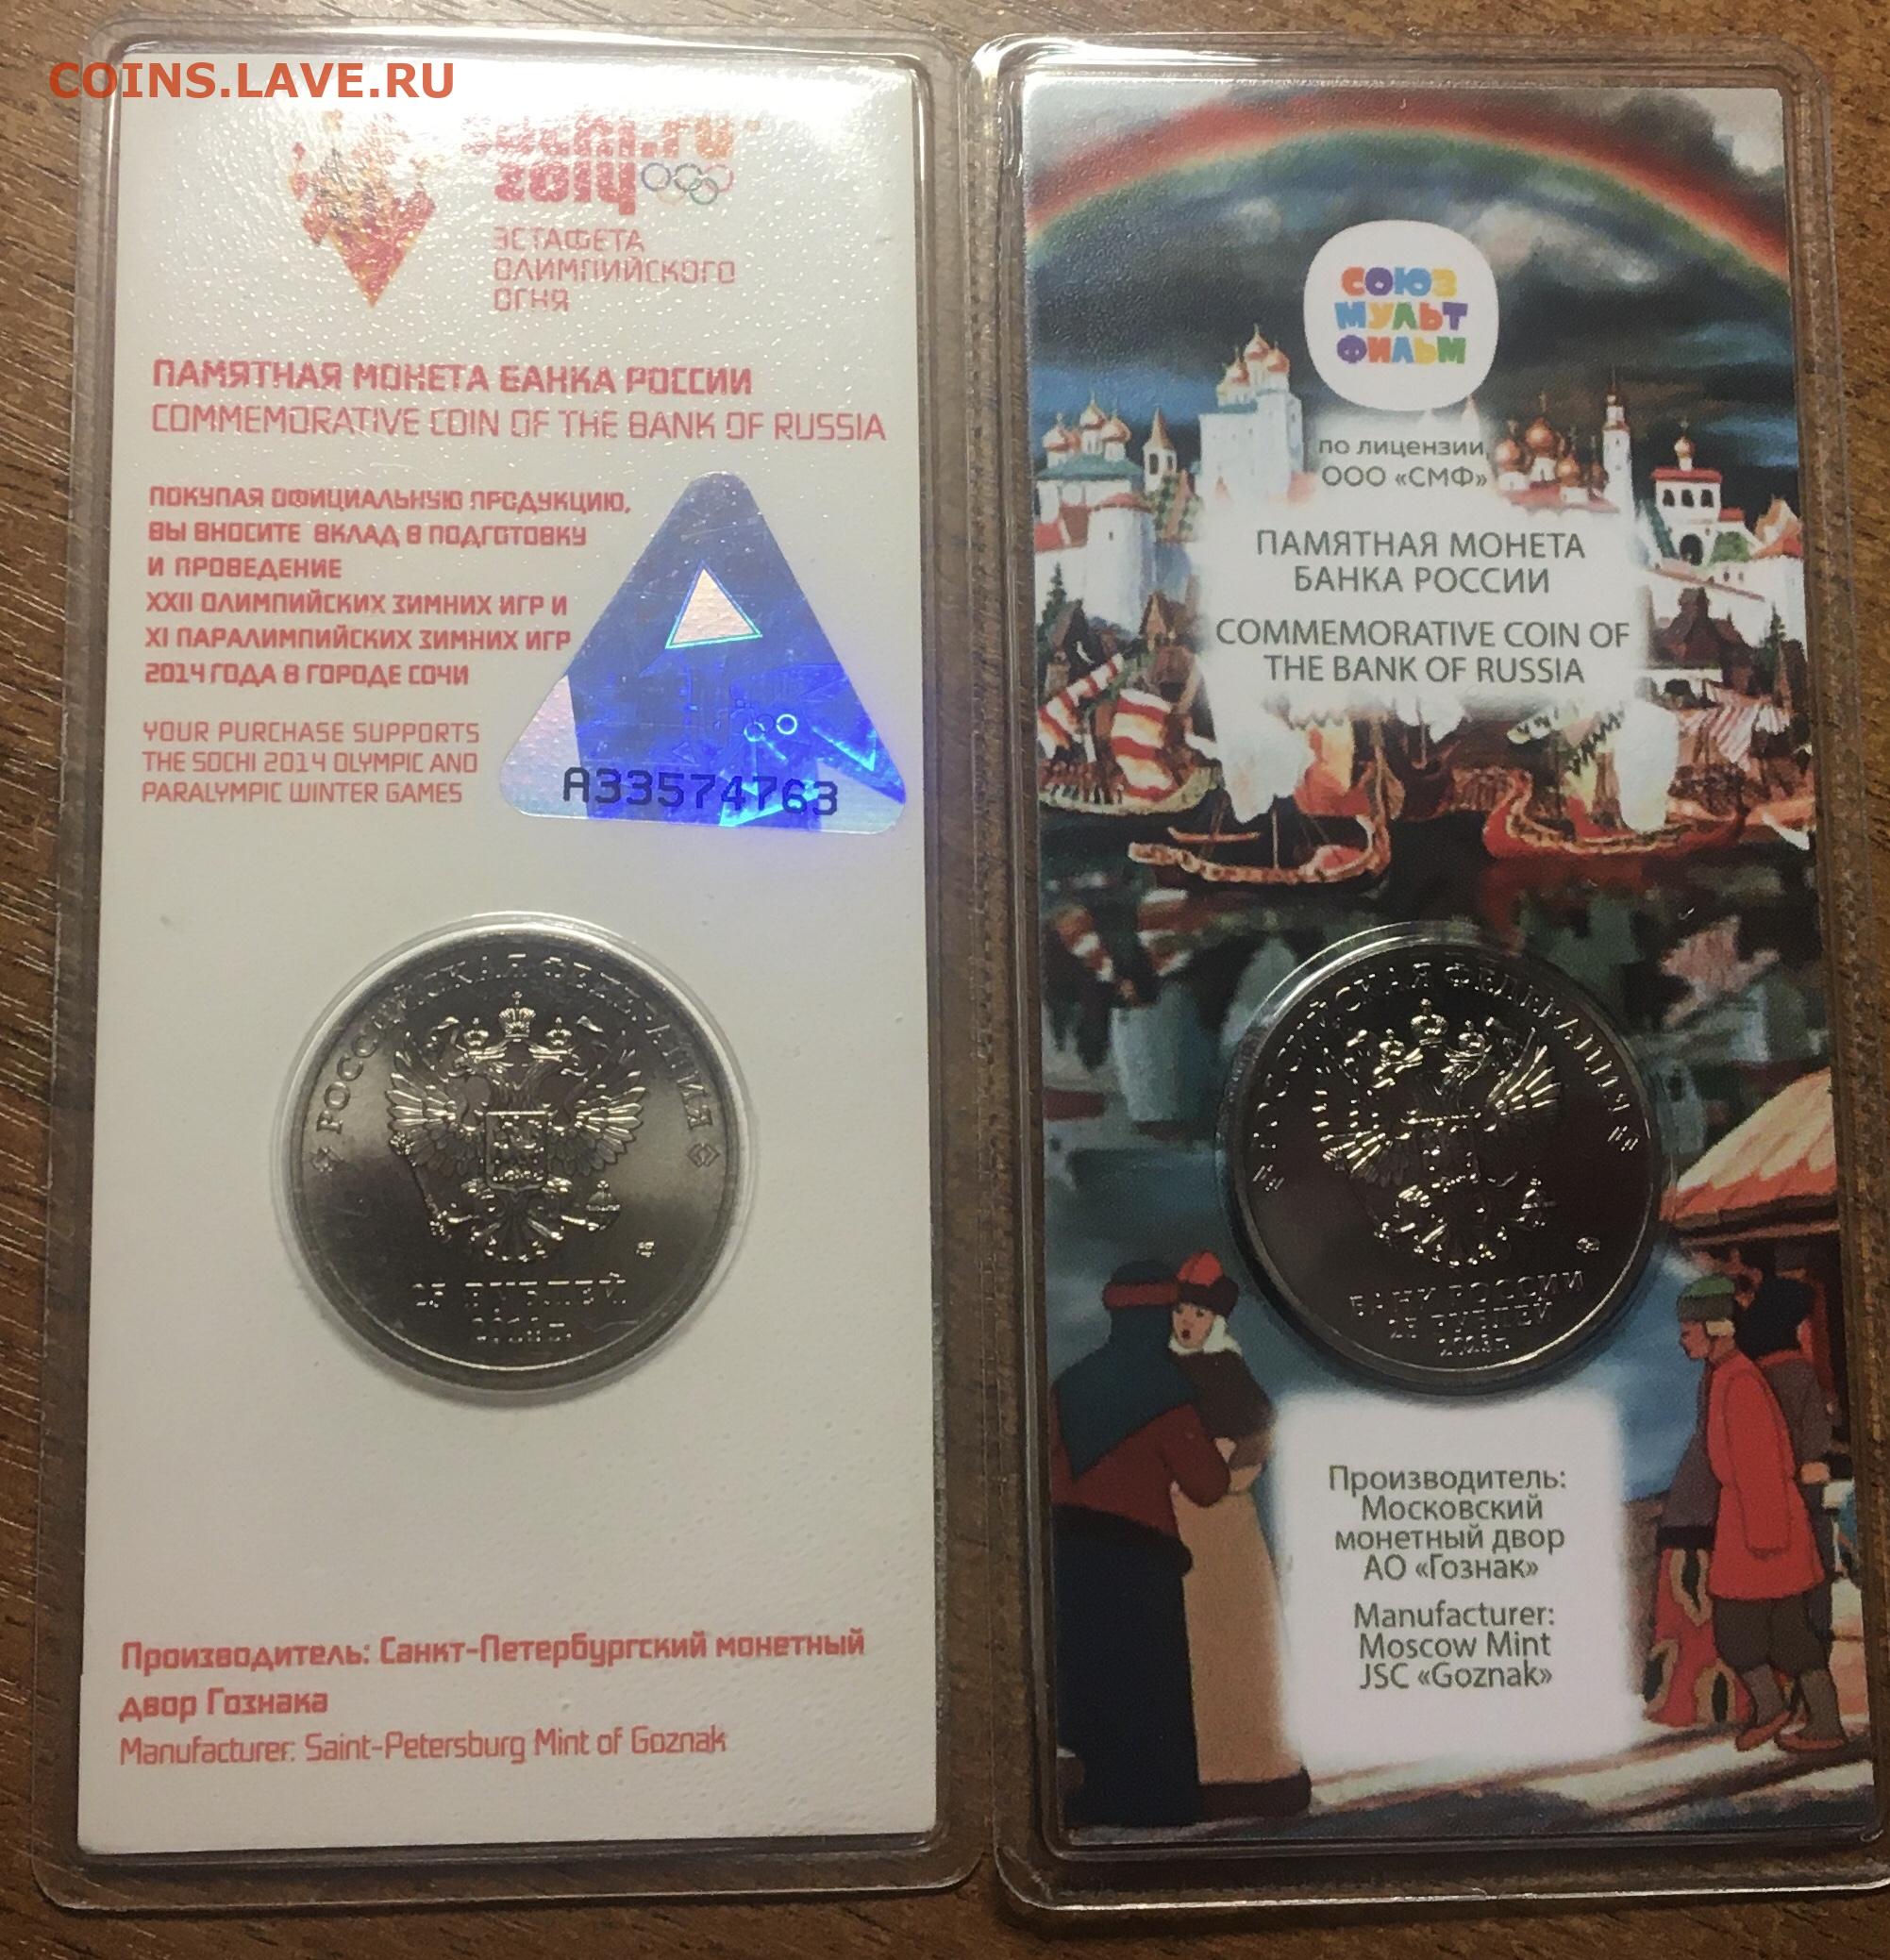 COINS.LAVE.RU
sochi.ru
2014
ЭСТАФЕТА
ОЛИМПИЙСКОГО
ОГНЯ
ПАМЯТНАЯ МОНЕТА БАНКА РОССИИ
COMMEMORATIVE COIN OF THE BANK OF RUSSIA
ПОКУПАЯ ОФИЦИАЛЬНУЮ ПРОДУКЦИЮ,
ВЫ ВНОСИТЕ ВКЛАД В ПОДГОТОВКУ
И ПРОВЕДЕНИЕ
XXII ОЛИМПИЙСКИХ ЗИМНИХ ИГР И
XI ПАРАЛИМПИЙСКИХ ЗИМНИХ ИГР
2014 ГОДА В ГОРОДЕ СОЧИ
YOUR PURCHASE SUPPORTS
THE SOCHI 2014 OLYMPIC AND
PARALYMPIC WINTER GAMES
A33574763
РОССИЙСКАЯ ФЕДЕРАЦИЯ
25 РУБЛЕЙ
Производитель: Санкт-Петербургский монетный
двор Гознака
Manufacturer: Saint-Petersburg Mint of Goznak
СОЮЗ
МУЛЬТ
ФИЛЬМ
по лицензии
ООО «СМФ»
ПАМЯТНАЯ МОНЕТА
БАНКА РОССИИ
COMMEMORATIVE COIN OF
THE BANK OF RUSSIA
РОССИЙСКАЯ ФЕДЕРАЦИЯ
БАНК РОССИИ
25 РУБЛЕЙ
2023г.
Производитель:
Московский
монетный двор
АО «Гознак»
Manufacturer:
Moscow Mint
JSC «Goznak»